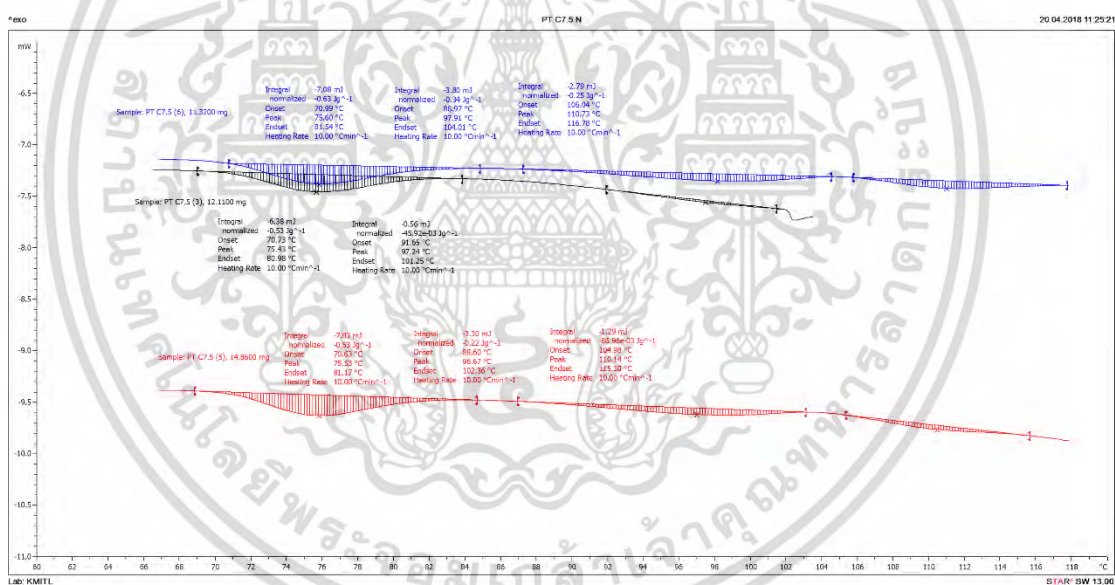 ^exo
PT C7.5 N
20.04.2018 11:25:21
mW
Sample: PT C7.5 (6), 11.3200 mg
Integral -7.08 mJ
normalized -0.63 Jg^-1
Onset 70.99 °C
Peak 75.60 °C
Endset 81.54 °C
Heating Rate 10.00 °Cmin^-1
Integral -3.80 mJ
normalized -0.34 Jg^-1
Onset 88.97 °C
Peak 97.91 °C
Endset 104.01 °C
Heating Rate 10.00 °Cmin^-1
Integral -2.79 mJ
normalized -0.25 Jg^-1
Onset 106.04 °C
Peak 110.73 °C
Endset 116.78 °C
Heating Rate 10.00 °Cmin^-1
Sample: PT C7.5 (3), 12.1100 mg
Integral -6.38 mJ
normalized -0.53 Jg^-1
Onset 70.73 °C
Peak 75.43 °C
Endset 80.98 °C
Heating Rate 10.00 °Cmin^-1
Integral -0.56 mJ
normalized -45.92e-03 Jg^-1
Onset 91.65 °C
Peak 97.24 °C
Endset 101.25 °C
Heating Rate 10.00 °Cmin^-1
Sample: PT C7.5 (5), 14.8600 mg
Integral -7.83 mJ
normalized -0.53 Jg^-1
Onset 70.63 °C
Peak 75.53 °C
Endset 81.17 °C
Heating Rate 10.00 °Cmin^-1
Integral -3.30 mJ
normalized -0.22 Jg^-1
Onset 88.60 °C
Peak 96.67 °C
Endset 102.36 °C
Heating Rate 10.00 °Cmin^-1
Integral -1.29 mJ
normalized -86.96e-03 Jg^-1
Onset 104.98 °C
Peak 110.14 °C
Endset 115.30 °C
Heating Rate 10.00 °Cmin^-1
-6.5
-7.0
-7.5
-8.0
-8.5
-9.0
-9.5
-10.0
-10.5
-11.0
60 62 64 66 68 70 72 74 76 78 80 82 84 86 88 90 92 94 96 98 100 102 104 106 108 110 112 114 116 118 °C
Lab: KMITL
STARe SW 13.00